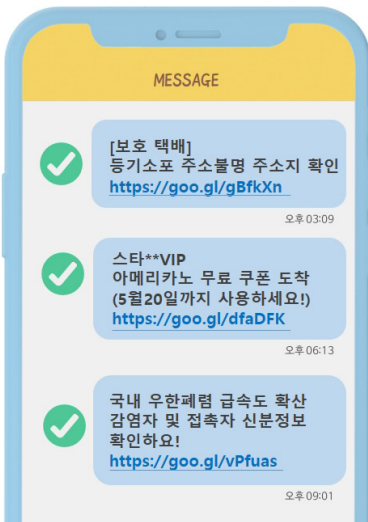 MESSAGE
[보호 택배]
등기소포 주소불명 주소지 확인
https://goo.gl/gBfkXn
오후 03:09
스타**VIP
아메리카노 무료 쿠폰 도착
(5월20일까지 사용하세요!)
https://goo.gl/dfaDFK
오후 06:13
국내 우한폐렴 급속도 확산
감염자 및 접촉자 신분정보
확인하요!
https://goo.gl/vPfuas
오후 09:01